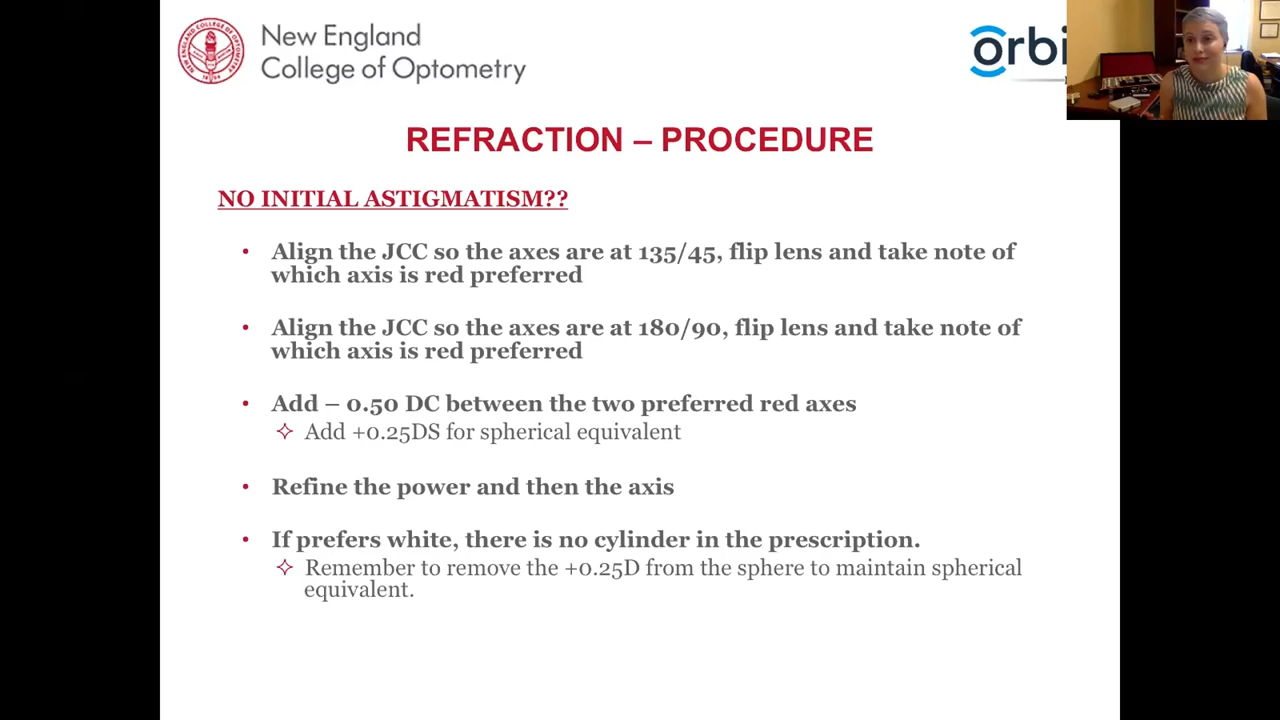 New England
College of Optometry
orbi
REFRACTION – PROCEDURE
NO INITIAL ASTIGMATISM??
• Align the JCC so the axes are at 135/45, flip lens and take note of
which axis is red preferred
• Align the JCC so the axes are at 180/90, flip lens and take note of
which axis is red preferred
• Add – 0.50 DC between the two preferred red axes
✧ Add +0.25DS for spherical equivalent
• Refine the power and then the axis
• If prefers white, there is no cylinder in the prescription.
✧ Remember to remove the +0.25D from the sphere to maintain spherical
equivalent.